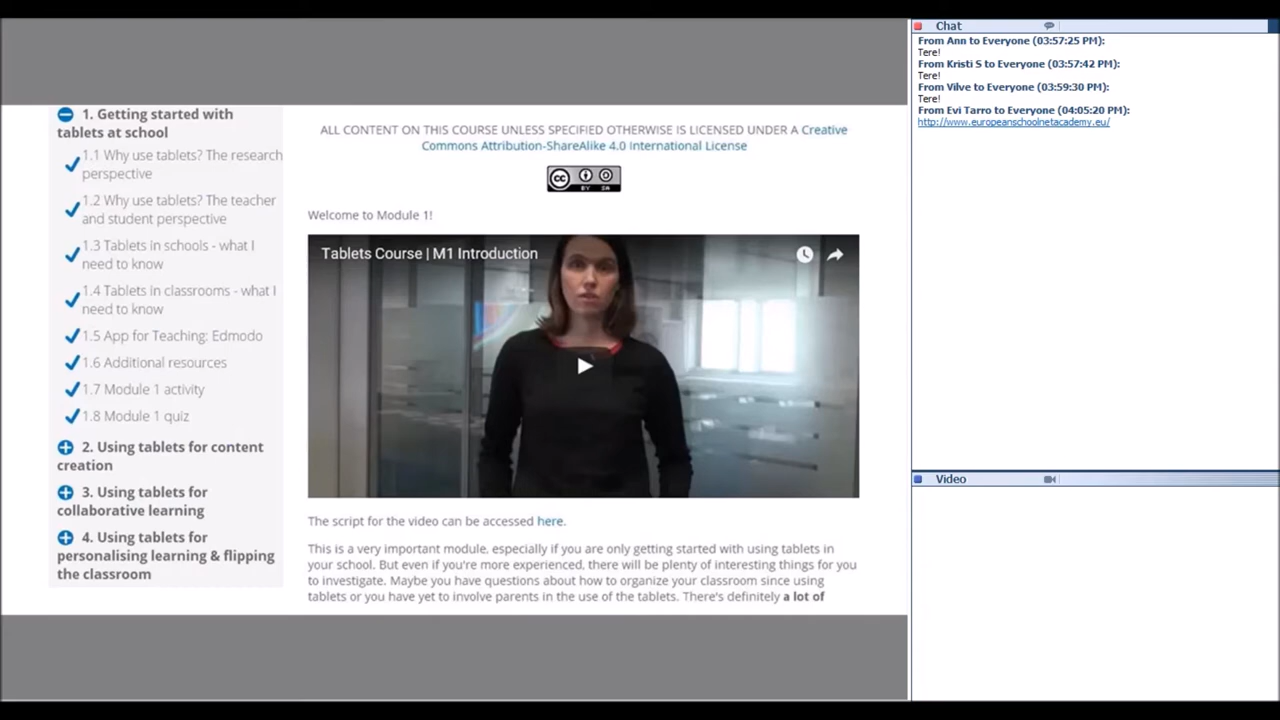 1. Getting started with
tablets at school
1.1 Why use tablets? The research
perspective
1.2 Why use tablets? The teacher
and student perspective
1.3 Tablets in schools - what I
need to know
1.4 Tablets in classrooms - what I
need to know
1.5 App for Teaching: Edmodo
1.6 Additional resources
1.7 Module 1 activity
1.8 Module 1 quiz
2. Using tablets for content
creation
3. Using tablets for
collaborative learning
4. Using tablets for
personalising learning & flipping
the classroom
ALL CONTENT ON THIS COURSE UNLESS SPECIFIED OTHERWISE IS LICENSED UNDER A Creative
Commons Attribution-ShareAlike 4.0 International License
cc BY SA
Welcome to Module 1!
Tablets Course | M1 Introduction
The script for the video can be accessed here.
This is a very important module, especially if you are only getting started with using tablets in
your school. But even if you're more experienced, there will be plenty of interesting things for you
to investigate. Maybe you have questions about how to organize your classroom since using
tablets or you have yet to involve parents in the use of the tablets. There's definitely a lot of
Chat
From Ann to Everyone (03:57:25 PM):
Tere!
From Kristi S to Everyone (03:57:42 PM):
Tere!
From Vilve to Everyone (03:59:30 PM):
Tere!
From Evi Tarro to Everyone (04:05:20 PM):
http://www.europeanschoolnetacademy.eu/
Video